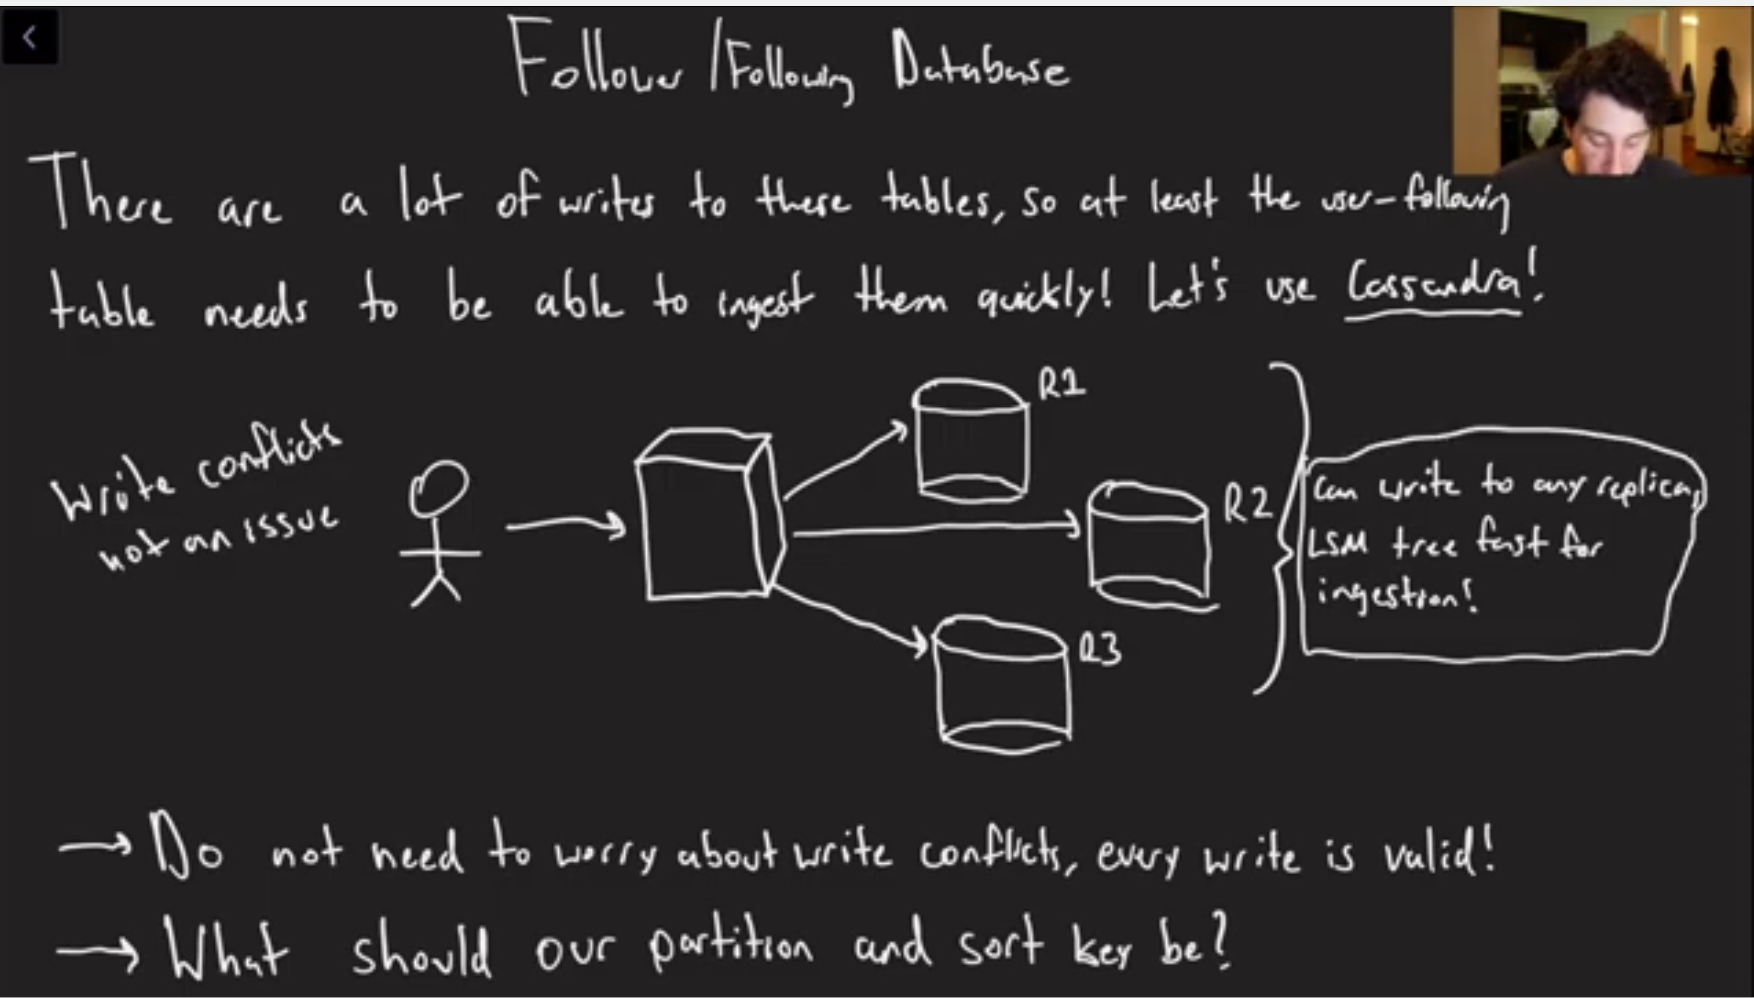 Follower/Following Database
There are a lot of writes to these tables, so at least the user-following
table needs to be able to ingest them quickly! Let's use Cassandra!
Write conflicts
not an issue
R1
R2
R3
Can write to any replica,
LSM tree fast for
ingestion!
→ Do not need to worry about write conflicts, every write is valid!
→ What should our partition and sort key be?